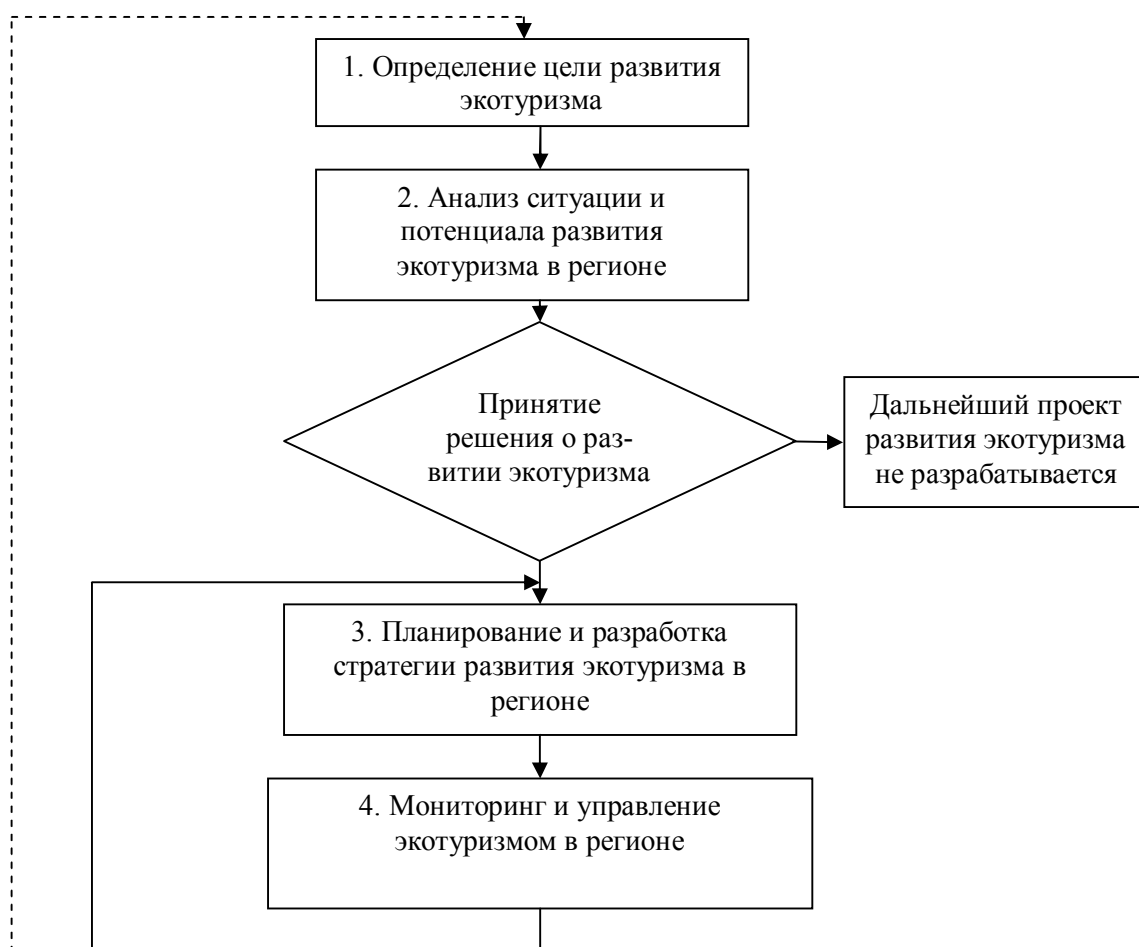 1. Определение цели развития
экотуризма
2. Анализ ситуации и
потенциала развития
экотуризма в регионе
Принятие
решения о раз-
витии экотуризма
Дальнейший проект
развития экотуризма
не разрабатывается
3. Планирование и разработка
стратегии развития экотуризма в
регионе
4. Мониторинг и управление
экотуризмом в регионе